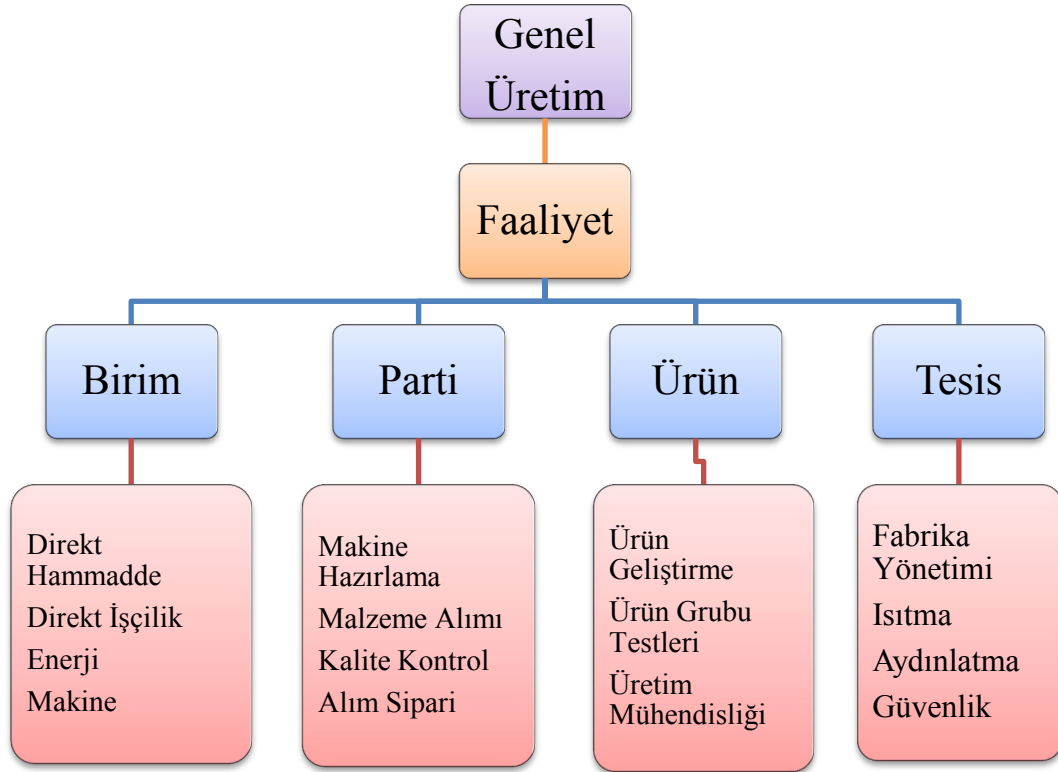 Genel
Üretim
Faaliyet
Birim
Parti
Ürün
Tesis
Direkt
Hammadde
Direkt İşçilik
Enerji
Makine
Makine
Hazırlama
Malzeme Alımı
Kalite Kontrol
Alım Sipari
Ürün
Geliştirme
Ürün Grubu
Testleri
Üretim
Mühendisliği
Fabrika
Yönetimi
Isıtma
Aydınlatma
Güvenlik